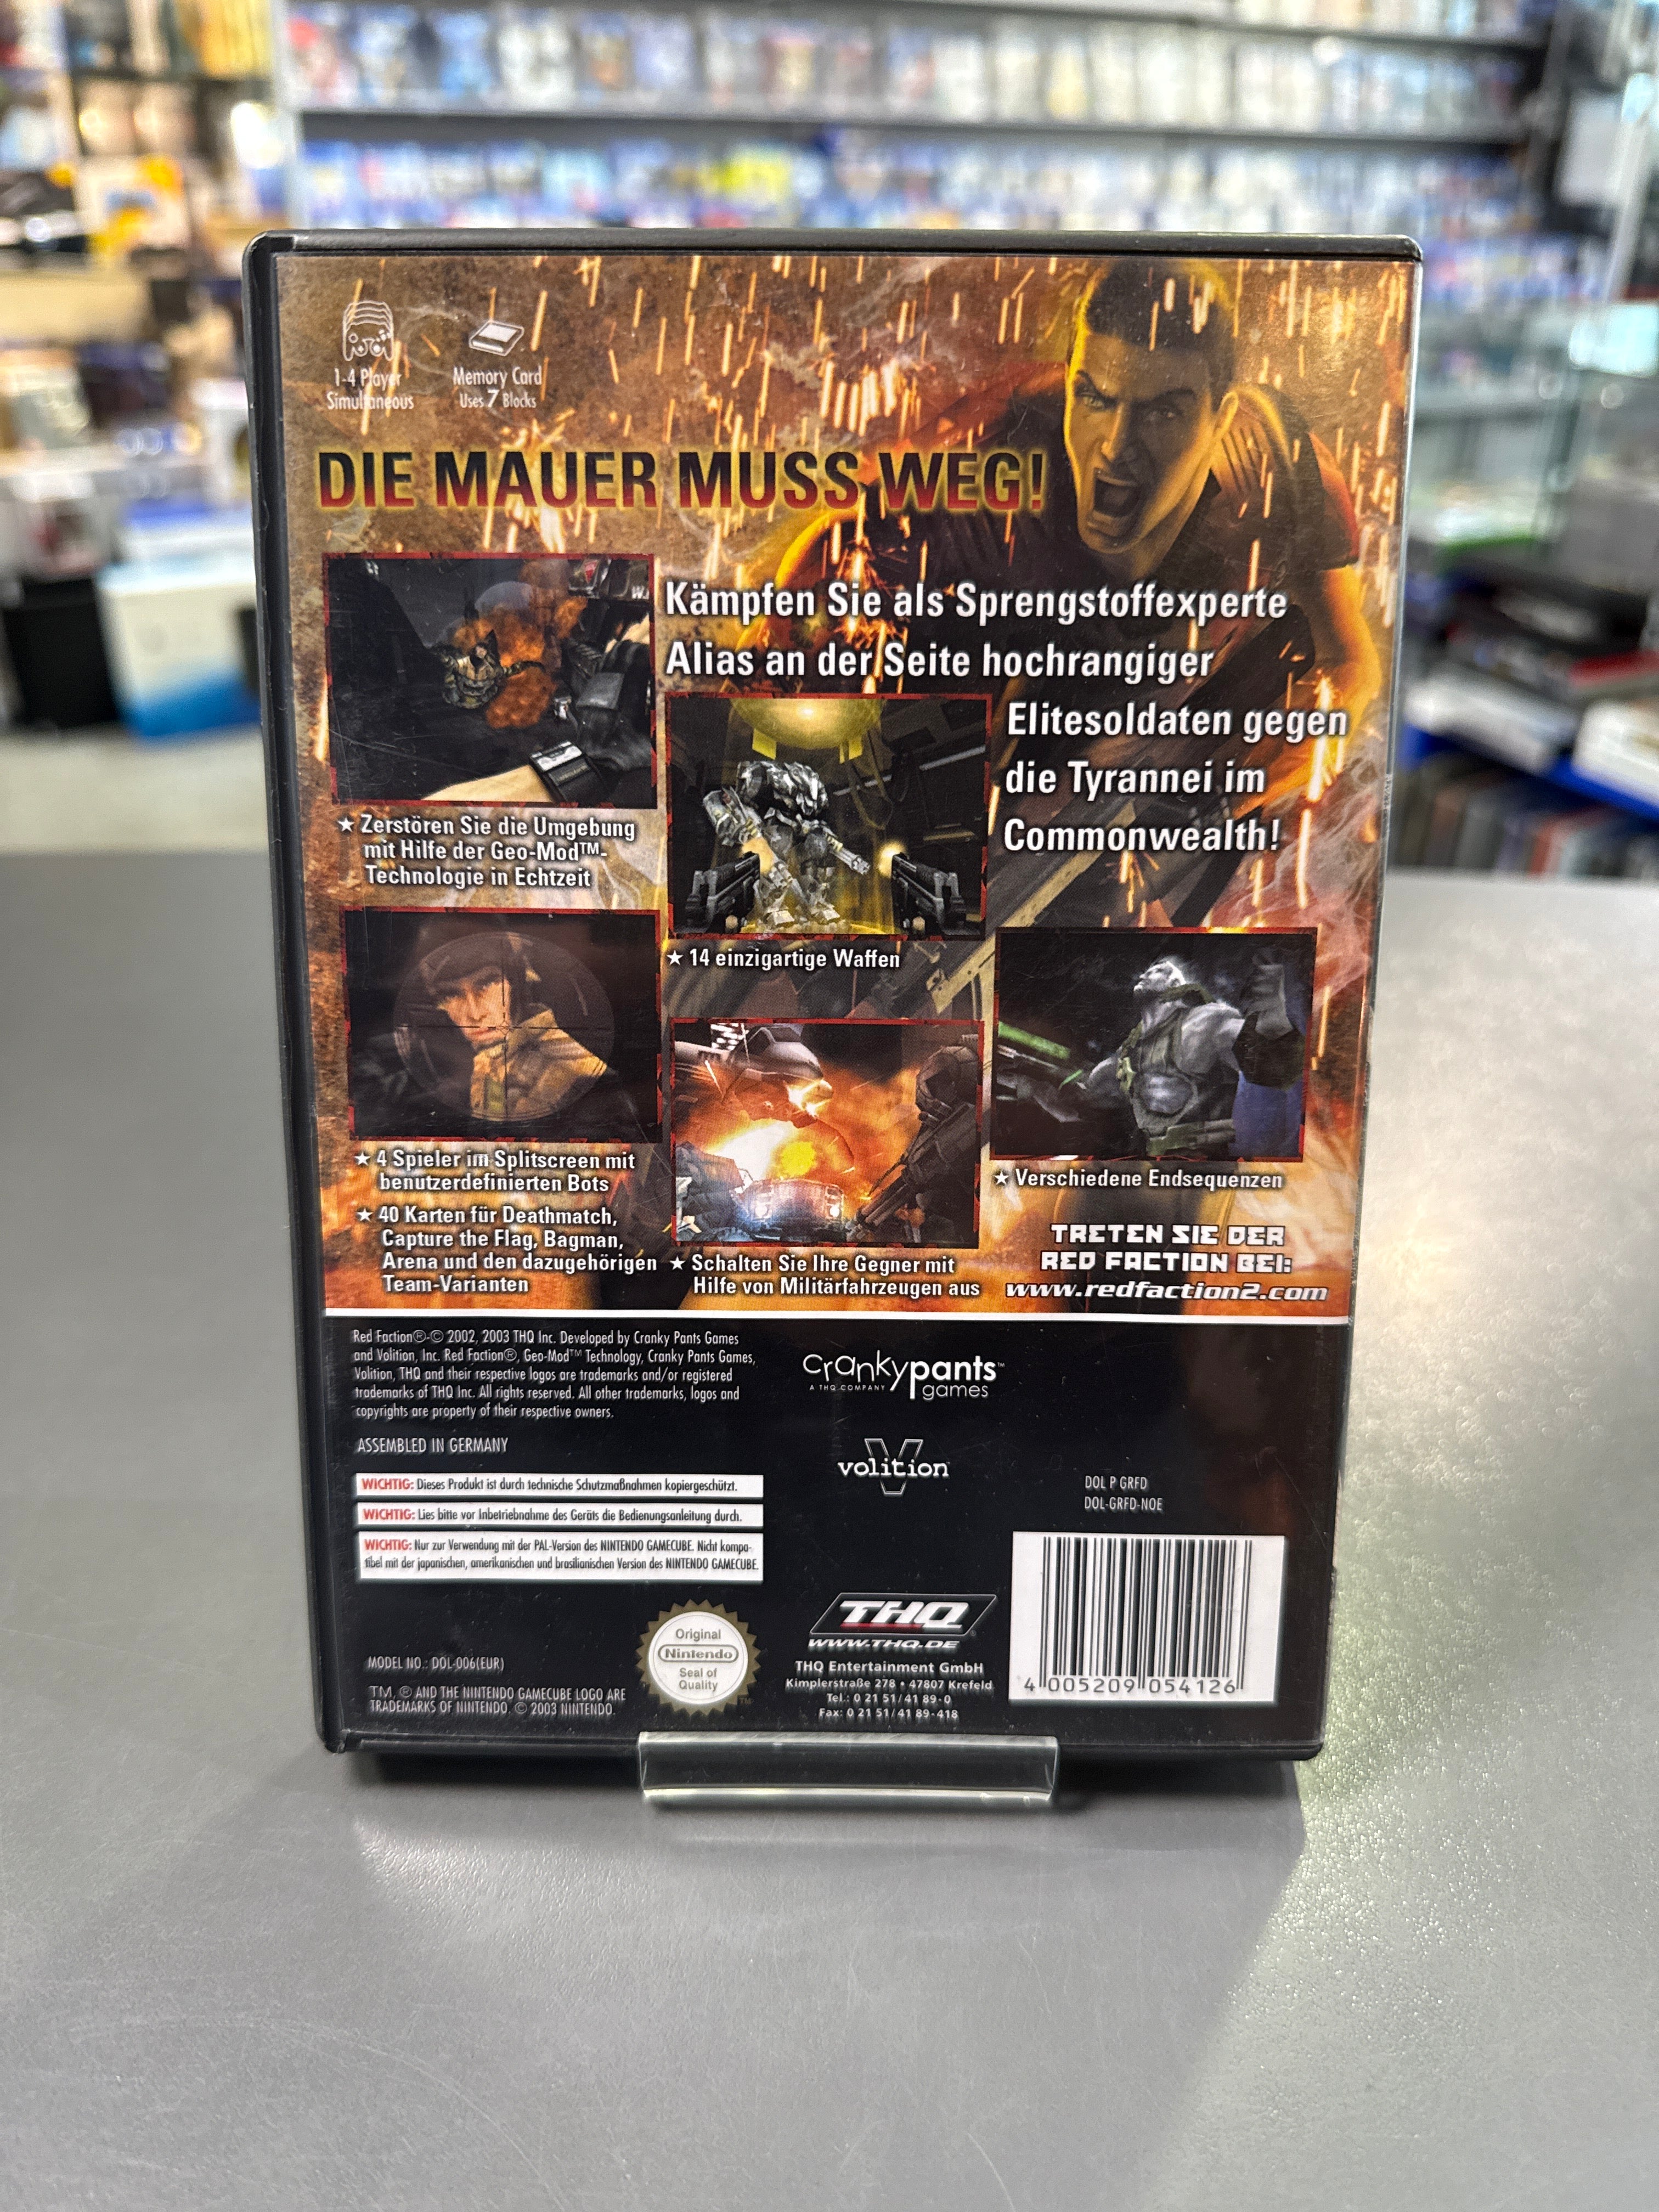 1-4 Player
Simultaneous
Memory Card
Uses 7 Blocks
DIE MAUER MUSS WEG!
Kämpfen Sie als Sprengstoffexperte
Alias an der Seite hochrangiger
Elitesoldaten gegen
die Tyrannei im
Commonwealth!
★ Zerstören Sie die Umgebung
mit Hilfe der Geo-Mod™-
Technologie in Echtzeit
★ 14 einzigartige Waffen
★ 4 Spieler im Splitscreen mit
benutzerdefinierten Bots
★ 40 Karten für Deathmatch,
Capture the Flag, Bagman,
Arena und den dazugehörigen
Team-Varianten
★ Schalten Sie Ihre Gegner mit
Hilfe von Militärfahrzeugen aus
★ Verschiedene Endsequenzen
TRETEN SIE DER
RED FACTION BEI:
www.redfaction2.com
Red Faction®-© 2002, 2003 THQ Inc. Developed by Cranky Pants Games
and Volition, Inc. Red Faction®, Geo-Mod™ Technology, Cranky Pants Games,
Volition, THQ and their respective logos are trademarks and/or registered
trademarks of THQ Inc. All rights reserved. All other trademarks, logos and
copyrights are property of their respective owners.
ASSEMBLED IN GERMANY
WICHTIG: Dieses Produkt ist durch technische Schutzmaßnahmen kopiergeschützt.
WICHTIG: Lies bitte vor Inbetriebnahme des Geräts die Bedienungsanleitung durch.
WICHTIG: Nur zur Verwendung mit der PAL-Version des NINTENDO GAMECUBE. Nicht kompa-
tibel mit der japanischen, amerikanischen und brasilianischen Version des NINTENDO GAMECUBE.
MODEL NO.: DOL-006(EUR)
TM, ® AND THE NINTENDO GAMECUBE LOGO ARE
TRADEMARKS OF NINTENDO. © 2003 NINTENDO.
Original
Nintendo
Seal of
Quality
TM
crankypants™
A THQ COMPANY games
volition
THQ
WWW.THQ.DE
THQ Entertainment GmbH
Kimplerstraße 278 • 47807 Krefeld
Tel.: 0 21 51/41 89-0
Fax: 0 21 51/41 89-418
DOL P GRFD
DOL-GRFD-NOE
4 005209 054126